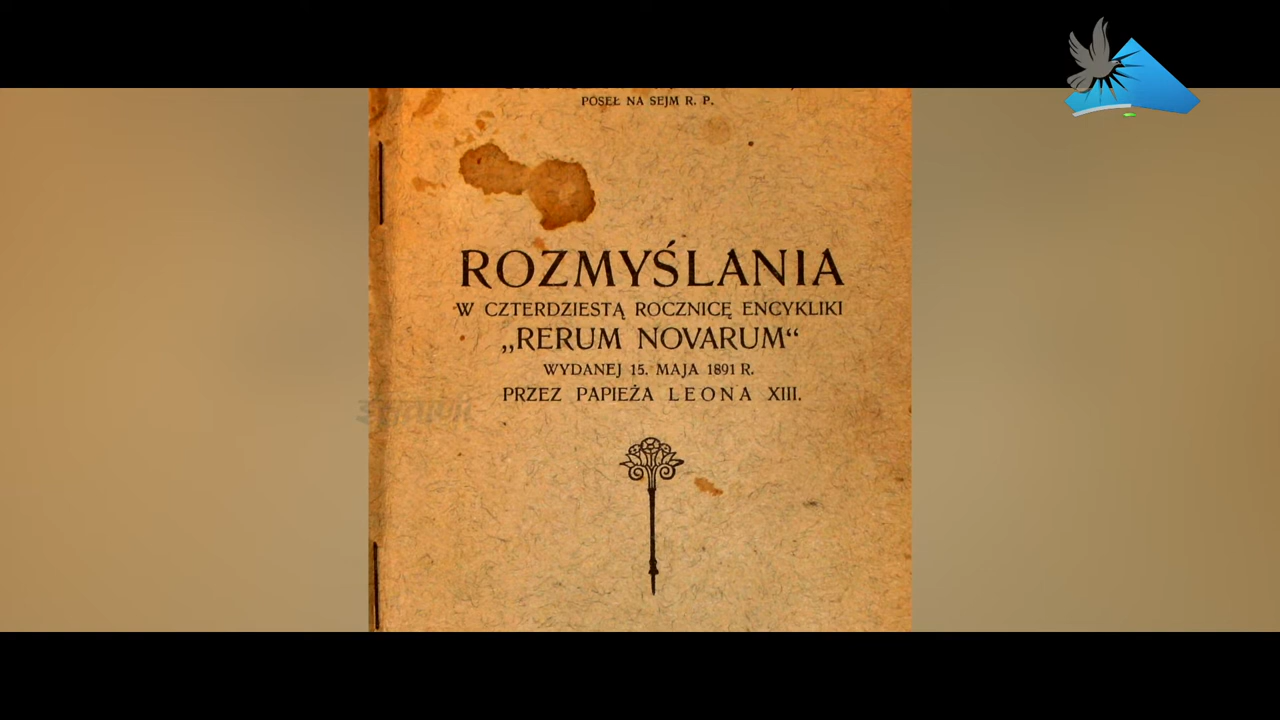 POSEŁ NA SEJM R. P.
ROZMYŚLANIA
W CZTERDZIESTĄ ROCZNICĘ ENCYKLIKI
„RERUM NOVARUM“
WYDANEJ 15. MAJA 1891 R.
PRZEZ PAPIEŻA LEONA XIII.